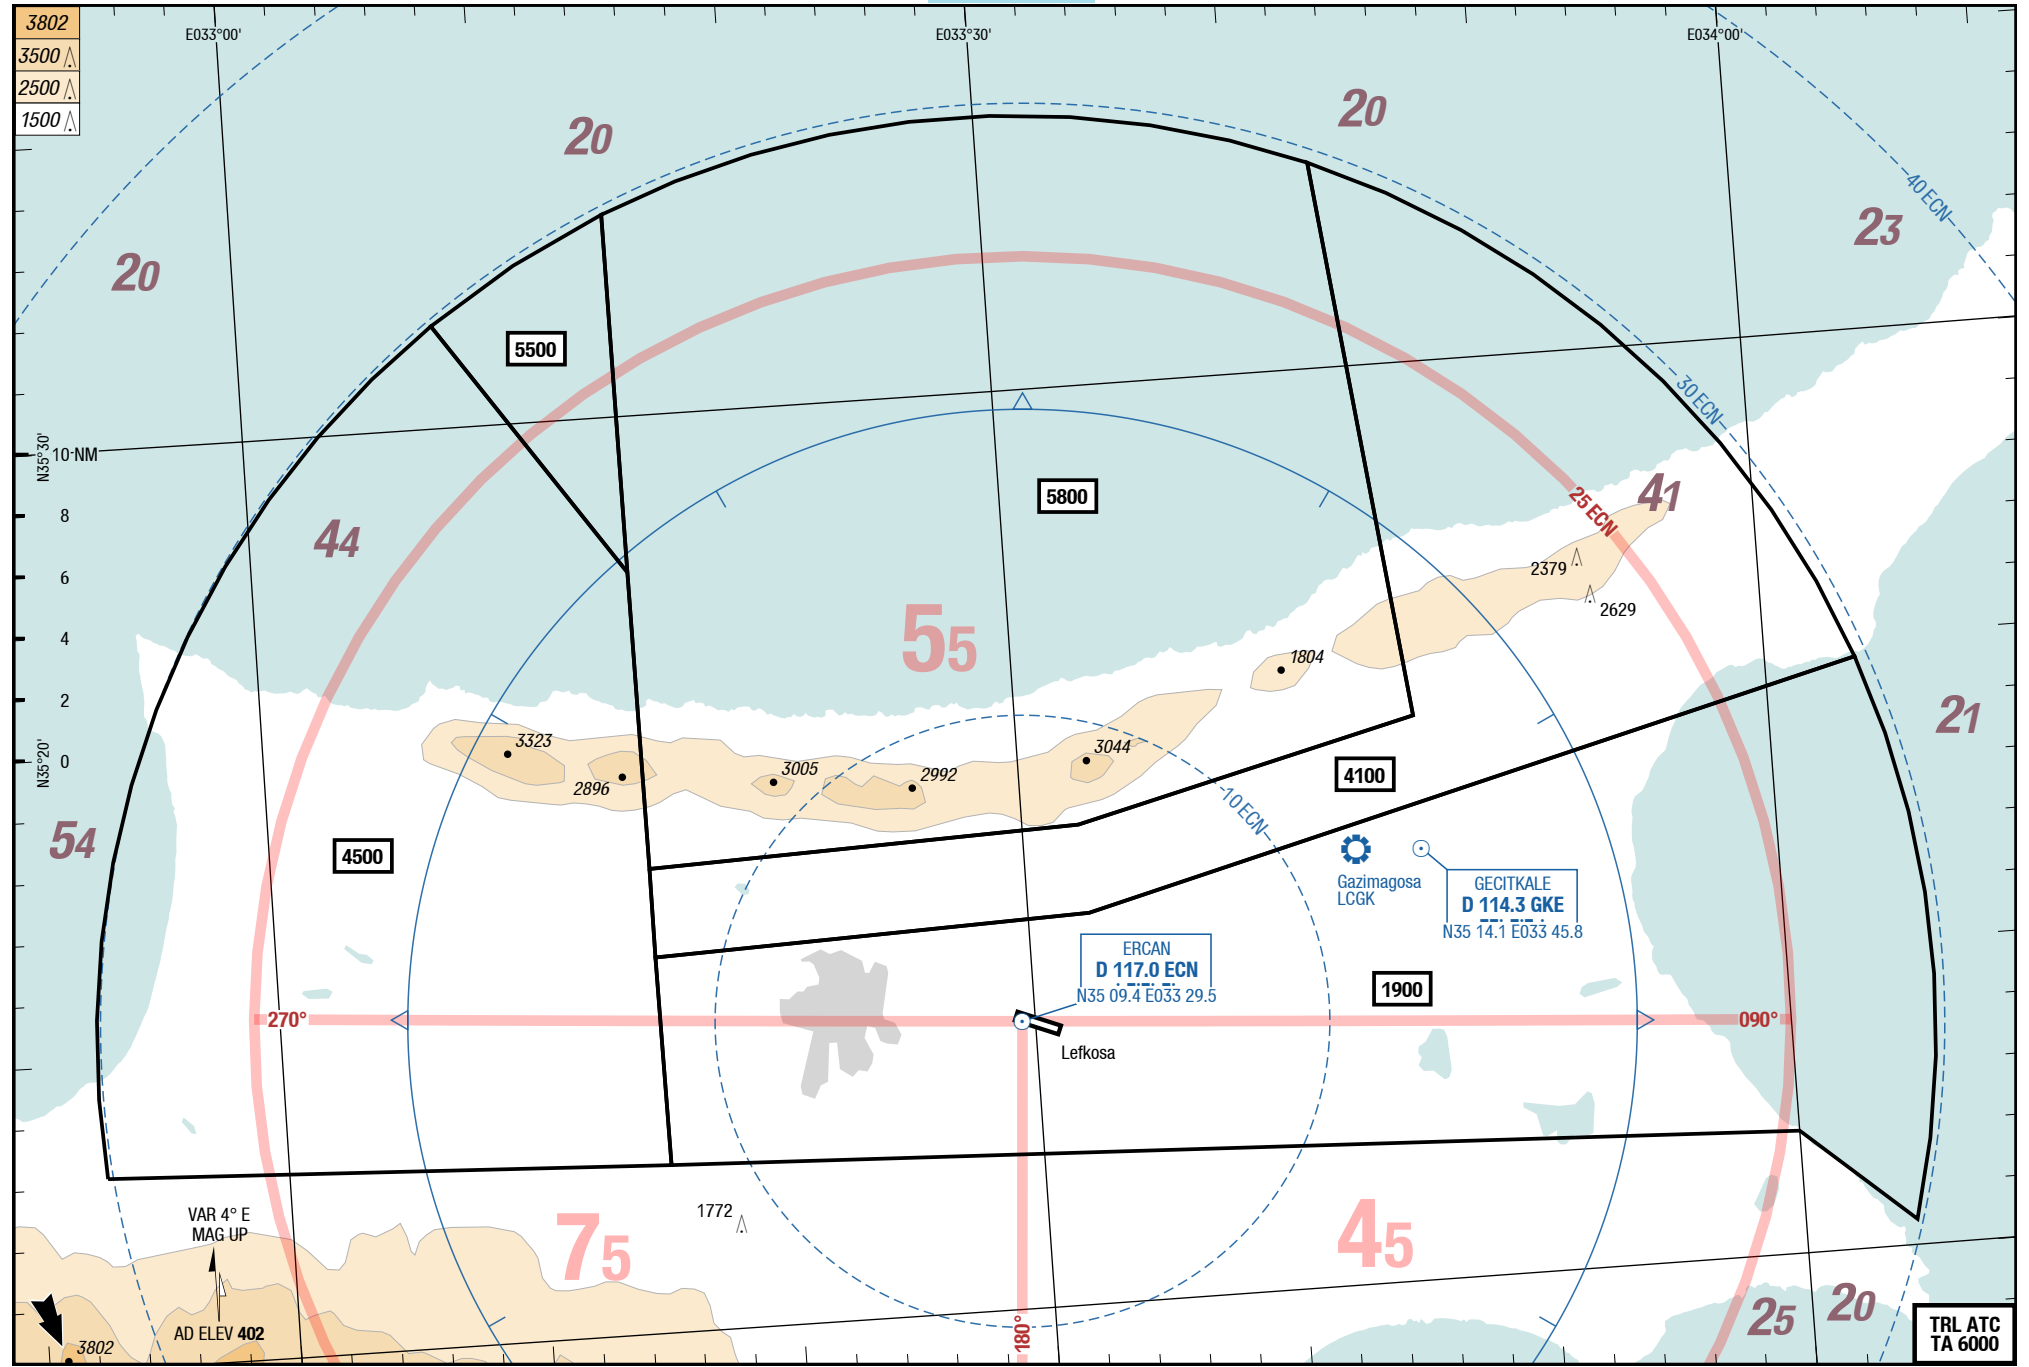 3802
3500
2500
1500
E033°00'
E033°30'
E034°00'
20
20
20
23
40 ECN
5500
30 ECN
N35°30'
10 NM
8
6
4
2
0
N35°20'
5800
44
41
25 ECN
2379
2629
55
1804
21
3323
2896
3005
2992
3044
10 ECN
4100
54
4500
Gazimagosa
LCGK
GECITKALE
D 114.3 GKE
N35 14.1 E033 45.8
ERCAN
D 117.0 ECN
N35 09.4 E033 29.5
1900
270°
090°
Lefkosa
1772
VAR 4° E
MAG UP
75
45
180°
AD ELEV 402
3802
25
20
TRL ATC
TA 6000